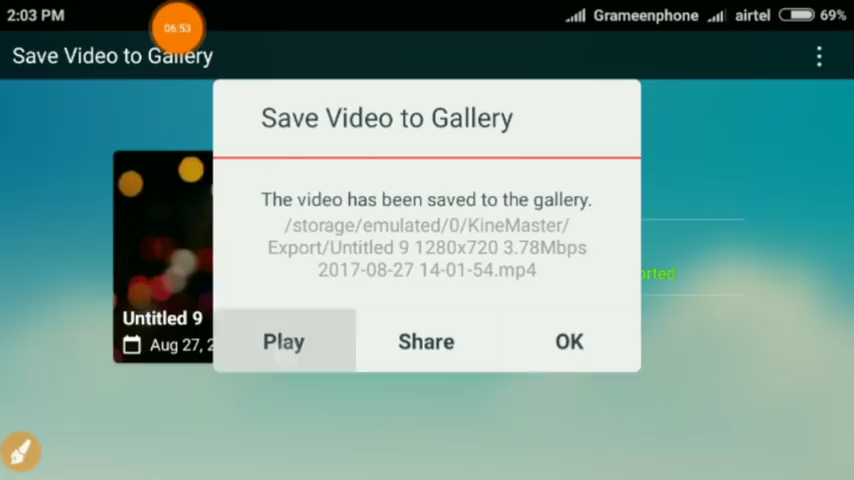 2:03 PM
06:53
Grameenphone
airtel
69%
Save Video to Gallery
Save Video to Gallery
The video has been saved to the gallery.
/storage/emulated/0/KineMaster/
Export/Untitled 9 1280x720 3.78Mbps
2017-08-27 14-01-54.mp4
orted
Untitled 9
Aug 27, 2
Play
Share
OK